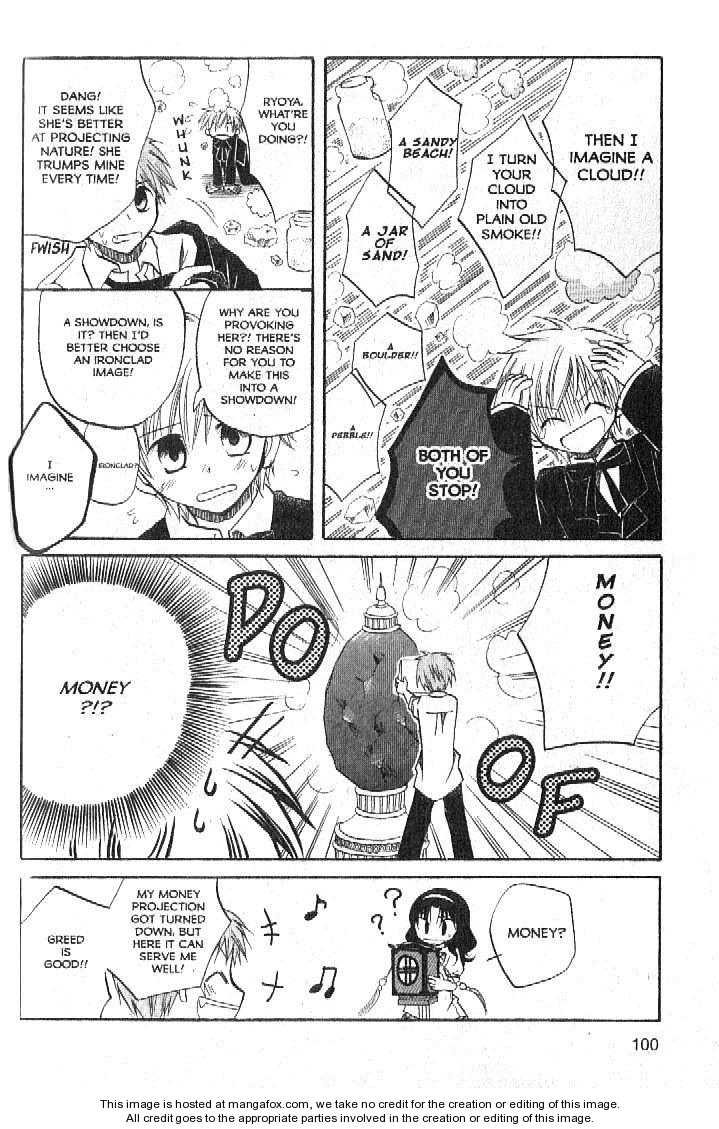 THEN I
IMAGINE A
CLOUD!!
I TURN
YOUR
CLOUD
INTO
PLAIN OLD
SMOKE!!
A SANDY
BEACH!
A JAR
OF
SAND!
A
BOULDER!!
A
PEBBLE!!
BOTH OF
YOU
STOP!
RYOYA,
WHAT'RE
YOU
DOING?!
WHUNK
DANG!
IT SEEMS LIKE
SHE'S BETTER
AT PROJECTING
NATURE! SHE
TRUMPS MINE
EVERY TIME!
FWISH
WHY ARE YOU
PROVOKING
HER?! THERE'S
NO REASON
FOR YOU TO
MAKE THIS
INTO A
SHOWDOWN!
A SHOWDOWN, IS
IT? THEN I'D
BETTER CHOOSE
AN IRONCLAD
IMAGE!
IRONCLAD?
I
IMAGINE
...
MONEY!!
POOF
MONEY
?!?
MONEY?
? ?
MY MONEY
PROJECTION
GOT TURNED
DOWN, BUT
HERE IT CAN
SERVE ME
WELL!
GREED
IS
GOOD!!
100
This image is hosted at mangafox.com, we take no credit for the creation or editing of this image.
All credit goes to the appropriate parties involved in the creation or editing of this image.